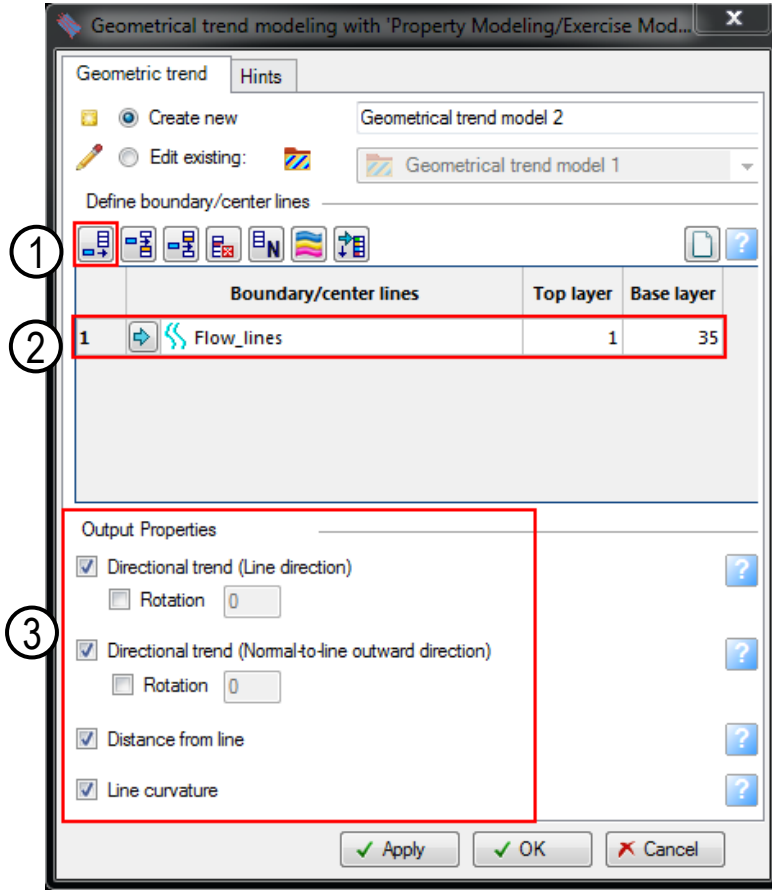 Geometrical trend modeling with 'Property Modeling/Exercise Mod...
x
Geometric trend Hints
Create new Geometrical trend model 2
Edit existing: Geometrical trend model 1
Define boundary/center lines
1
N ?
Boundary/center lines Top layer Base layer
2
1 Flow_lines 1 35
Output Properties
Directional trend (Line direction) ?
Rotation 0
3
Directional trend (Normal-to-line outward direction) ?
Rotation 0
Distance from line ?
Line curvature ?
Apply OK Cancel